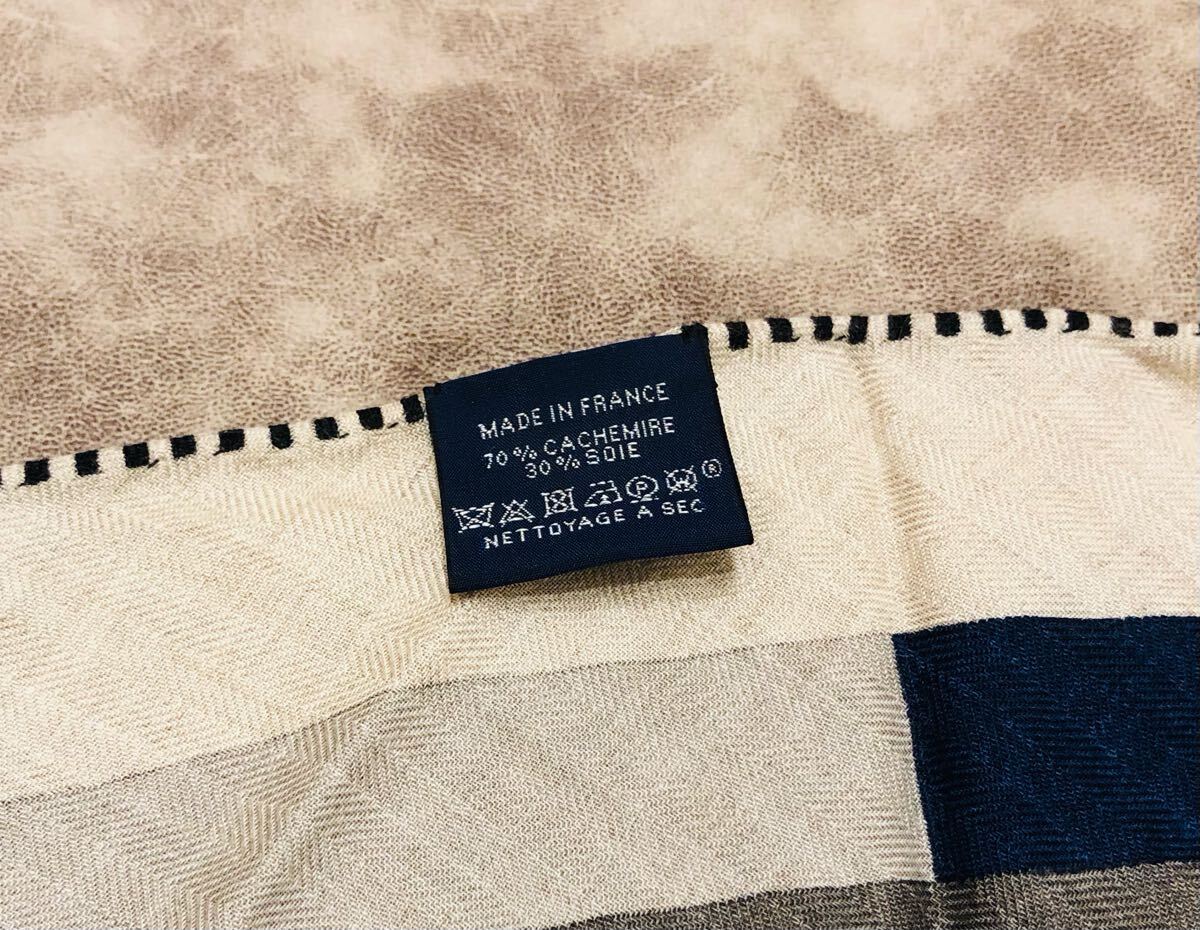 MADE IN FRANCE
70% CACHEMIRE
30% SOIE
P W ®
NETTOYAGE A SEC